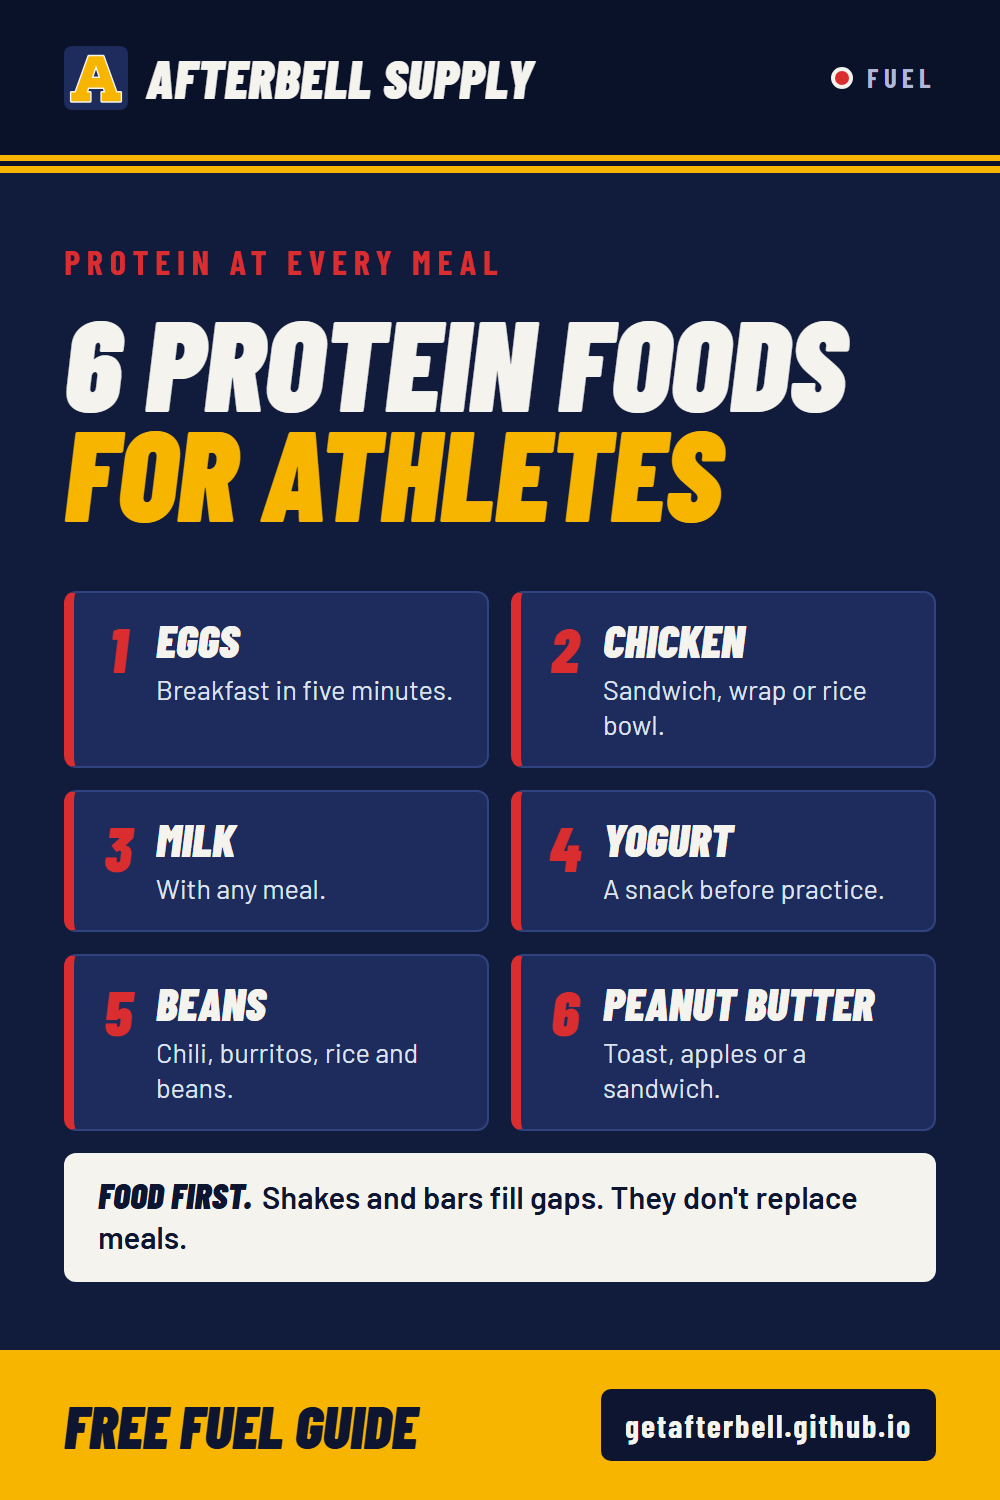 A AFTERBELL SUPPLY
FUEL
PROTEIN AT EVERY MEAL
6 PROTEIN FOODS
FOR ATHLETES
1 EGGS
Breakfast in five minutes.
2 CHICKEN
Sandwich, wrap or rice
bowl.
3 MILK
With any meal.
4 YOGURT
A snack before practice.
5 BEANS
Chili, burritos, rice and
beans.
6 PEANUT BUTTER
Toast, apples or a
sandwich.
FOOD FIRST. Shakes and bars fill gaps. They don't replace
meals.
FREE FUEL GUIDE
getafterbell.github.io